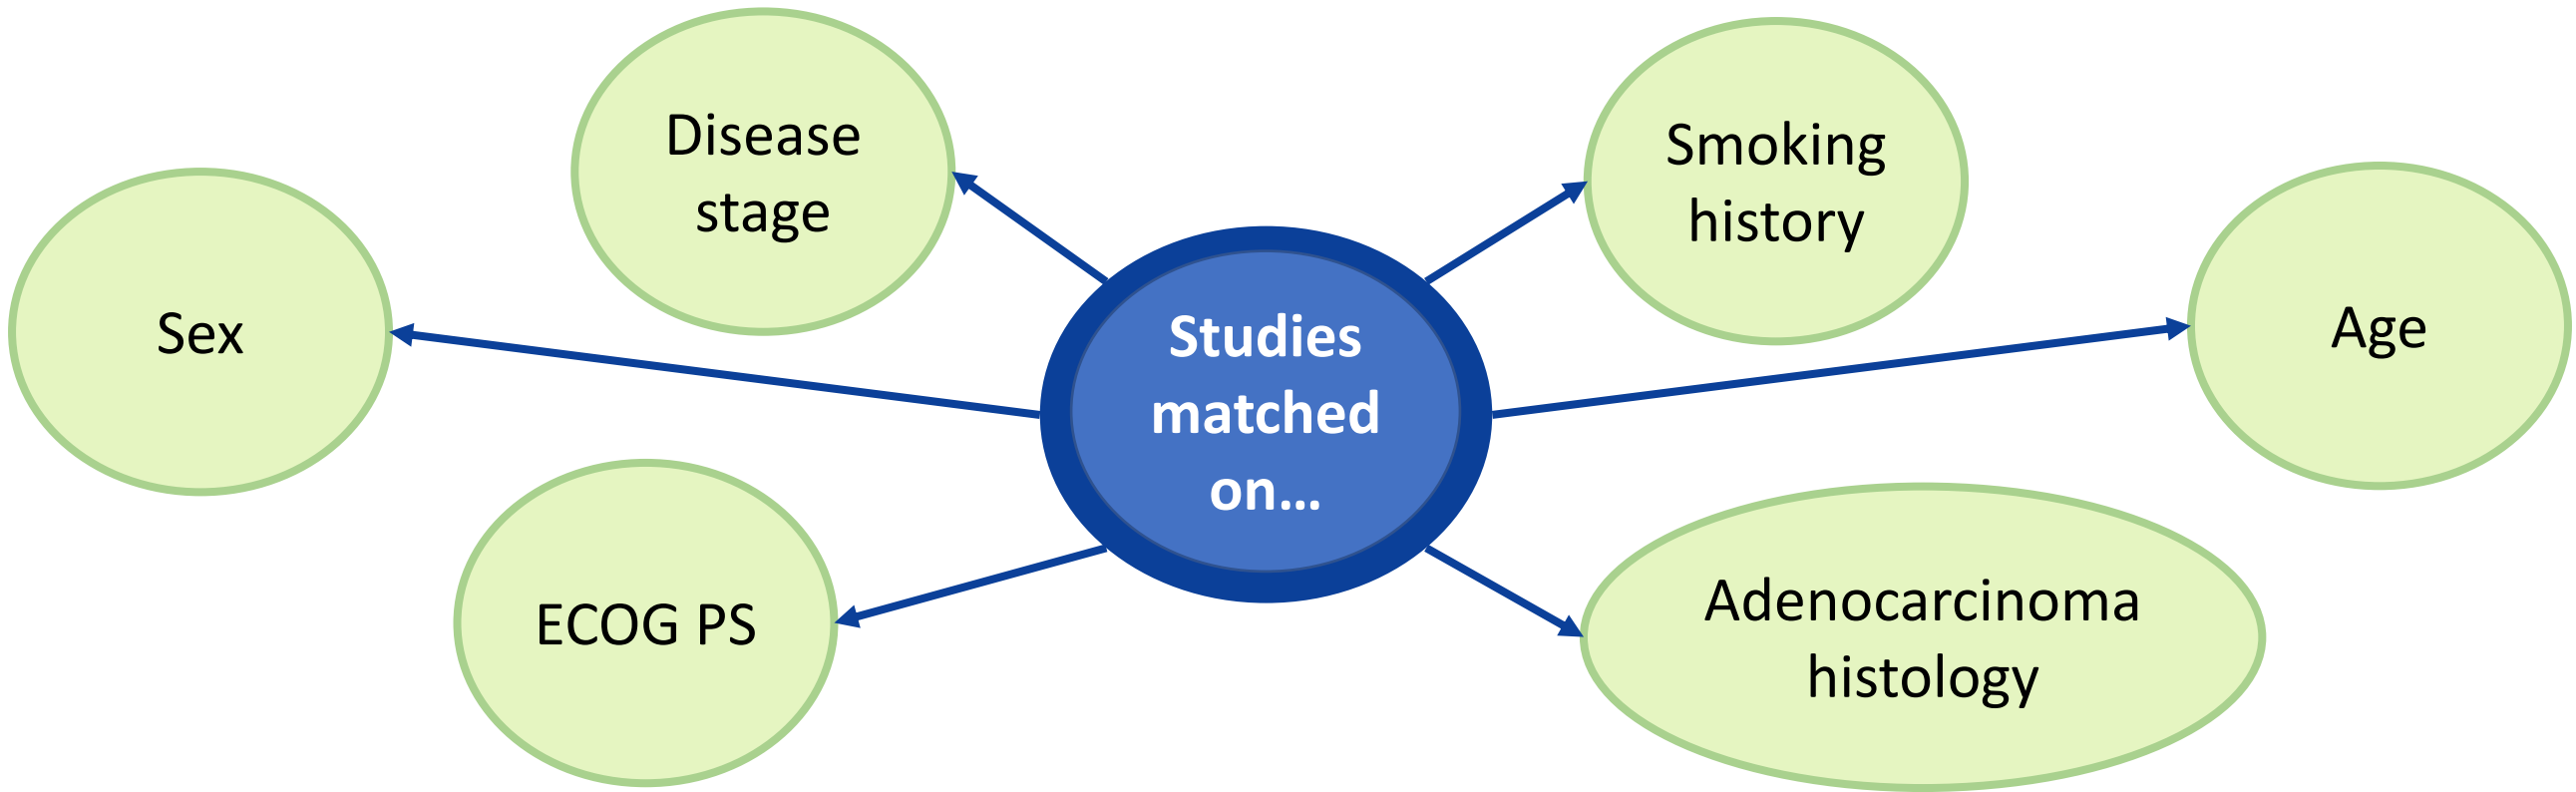 Disease
stage
Smoking
history
Sex
Studies
matched
on...
Age
ECOG PS
Adenocarcinoma
histology